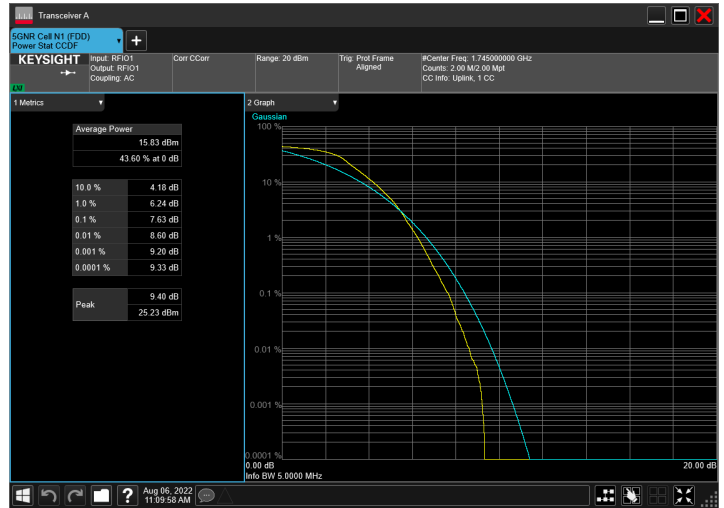 Transceiver A
5GNR Cell N1 (FDD)
Power Stat CCDF
KEYSIGHT
LXI
Input: RFIO1
Output: RFIO1
Coupling: AC
Corr CCorr
Range: 20 dBm
Trig: Prot Frame
Aligned
#Center Freq: 1.745000000 GHz
Counts: 2.00 M/2.00 Mpt
CC Info: Uplink, 1 CC
1 Metrics
Average Power
15.83 dBm
43.60 % at 0 dB
10.0 % 4.18 dB
1.0 % 6.24 dB
0.1 % 7.63 dB
0.01 % 8.60 dB
0.001 % 9.20 dB
0.0001 % 9.33 dB
Peak
9.40 dB
25.23 dBm
2 Graph
Gaussian
100 %
10 %
1 %
0.1 %
0.01 %
0.001 %
0.0001 %
0.00 dB
20.00 dB
Info BW 5.0000 MHz
?
Aug 06, 2022
11:09:58 AM